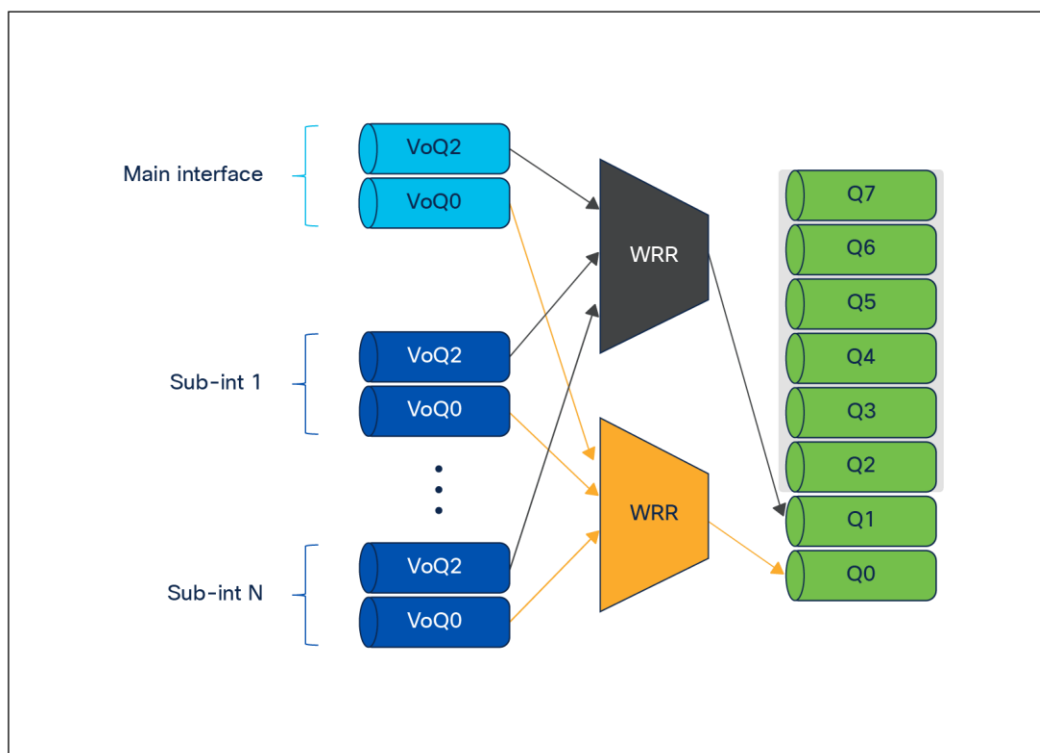 Main interface
VoQ2
VoQ0
Sub-int 1
VoQ2
VoQ0
Sub-int N
VoQ2
VoQ0
WRR
WRR
Q7
Q6
Q5
Q4
Q3
Q2
Q1
Q0